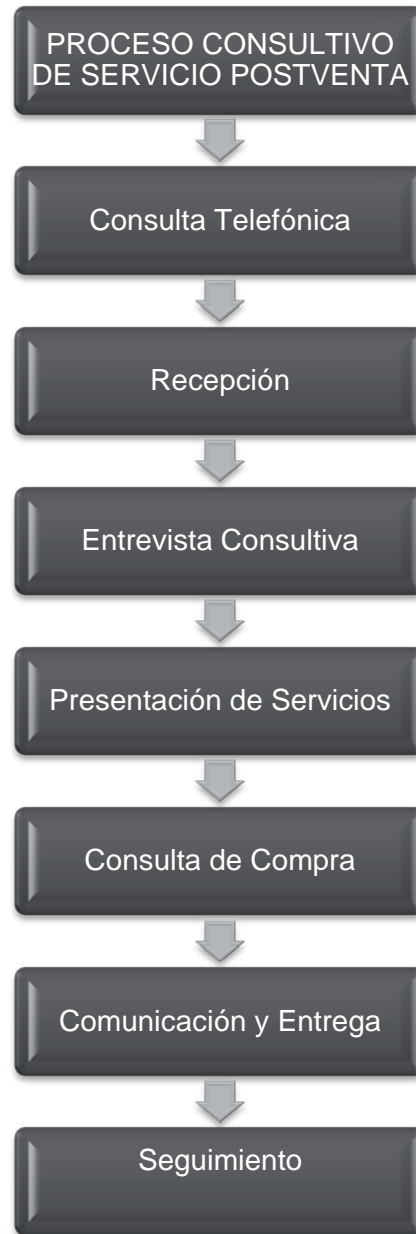 PROCESO CONSULTIVO
DE SERVICIO POSTVENTA
Consulta Telefónica
Recepción
Entrevista Consultiva
Presentación de Servicios
Consulta de Compra
Comunicación y Entrega
Seguimiento